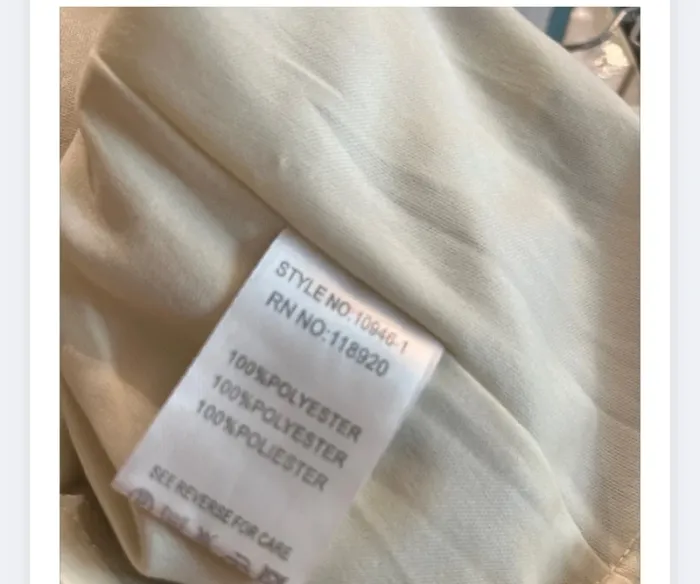 STYLE NO:10946-1
RN NO:118920
100%POLYESTER
100%POLYESTER
100%POLIESTER
SEE REVERSE FOR CARE